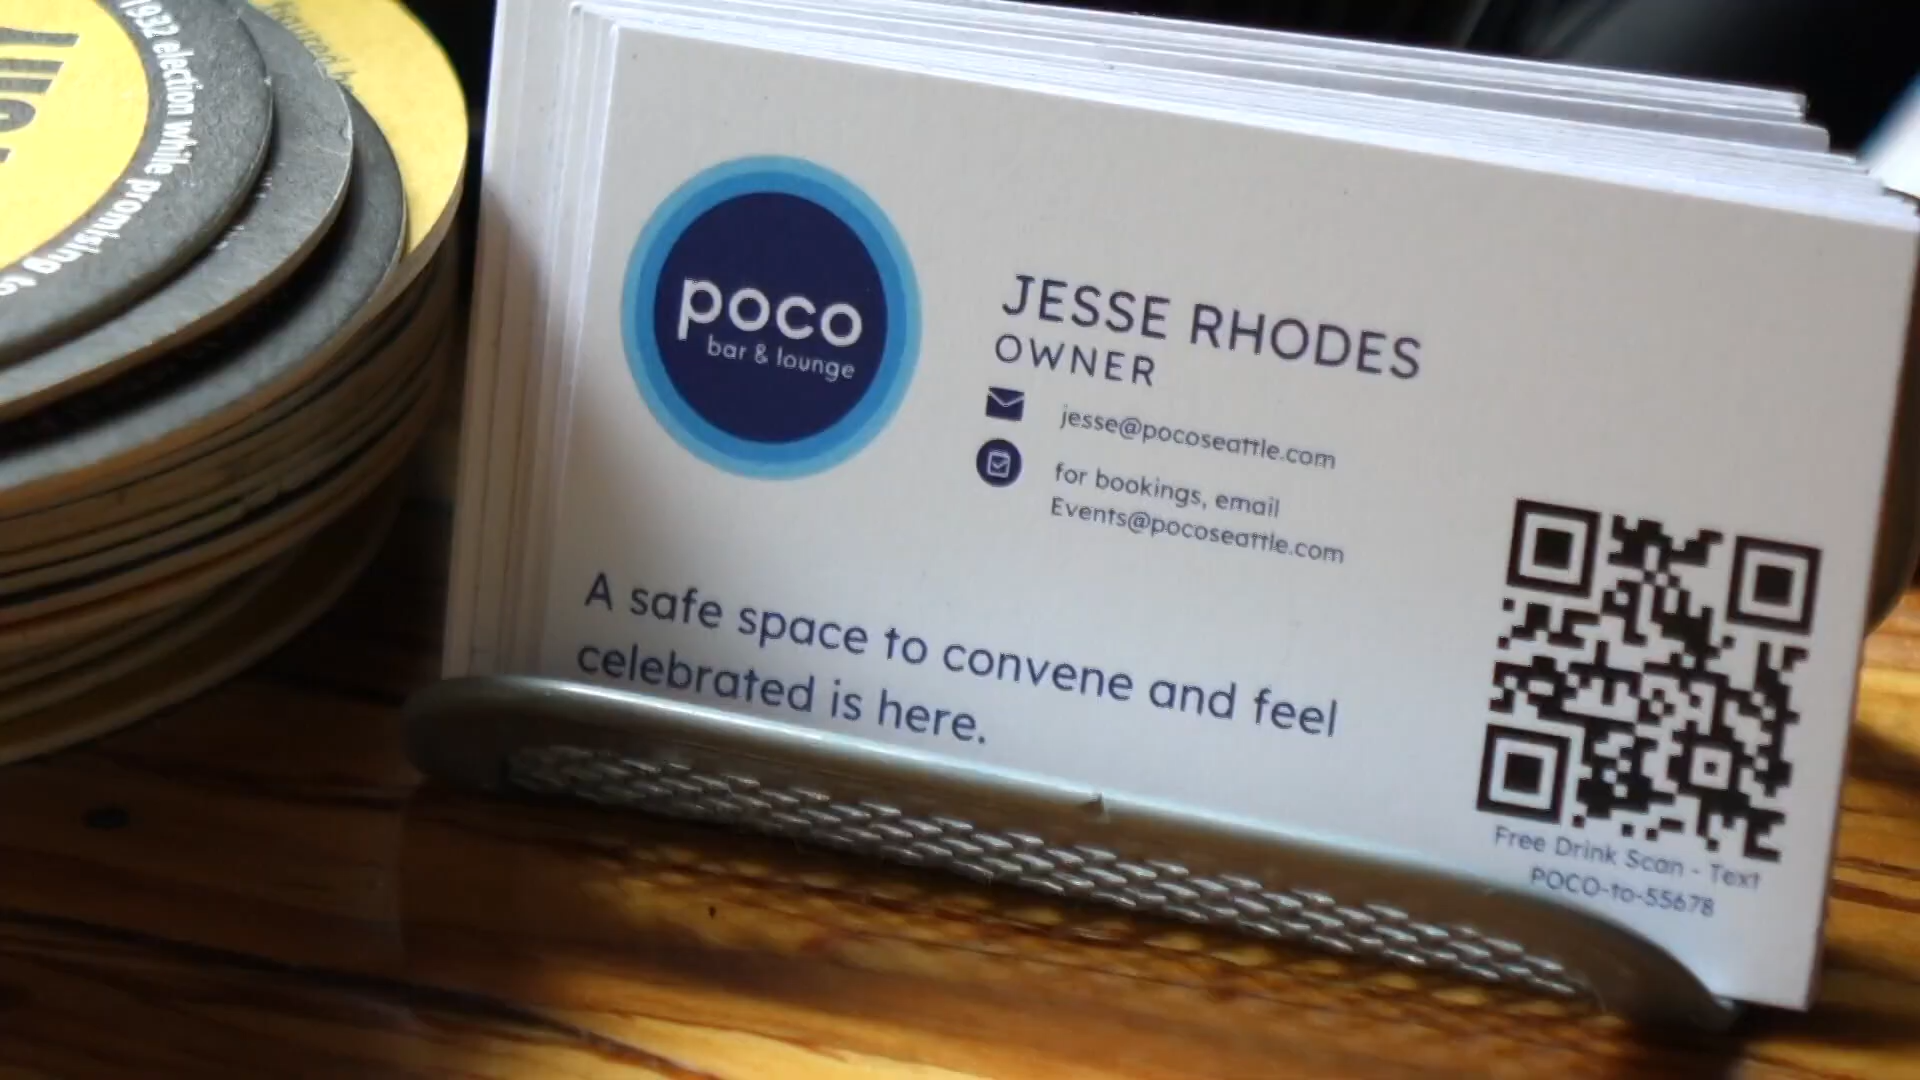 1932 election while promising to
poco
bar & lounge
JESSE RHODES
OWNER
jesse@pocoseattle.com
for bookings, email
Events@pocoseattle.com
A safe space to convene and feel
celebrated is here.
Free Drink Scan - Text
POCO-to-55678